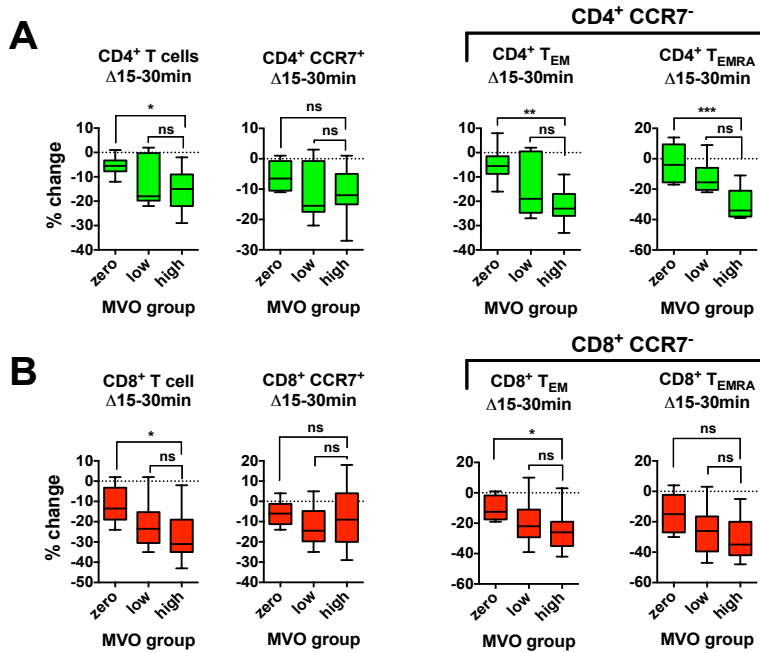 A
CD4⁺ CCR7⁻
CD4⁺ T cells
Δ15-30min
CD4⁺ CCR7⁺
Δ15-30min
CD4⁺ TEM
Δ15-30min
CD4⁺ TEMRA
Δ15-30min
% change
*
ns
10
0
-10
-20
-30
-40
zero
low
high
MVO group
ns
ns
10
0
-10
-20
-30
zero
low
high
MVO group
**
ns
10
0
-10
-20
-30
-40
zero
low
high
MVO group
***
ns
20
0
-20
-40
-60
zero
low
high
MVO group
B
CD8⁺ CCR7⁻
CD8⁺ T cell
Δ15-30min
CD8⁺ CCR7⁺
Δ15-30min
CD8⁺ TEM
Δ15-30min
CD8⁺ TEMRA
Δ15-30min
% change
*
ns
10
0
-10
-20
-30
-40
-50
zero
low
high
MVO group
ns
ns
20
10
0
-10
-20
-30
-40
zero
low
high
MVO group
*
ns
20
0
-20
-40
-60
zero
low
high
MVO group
ns
ns
20
0
-20
-40
-60
zero
low
high
MVO group